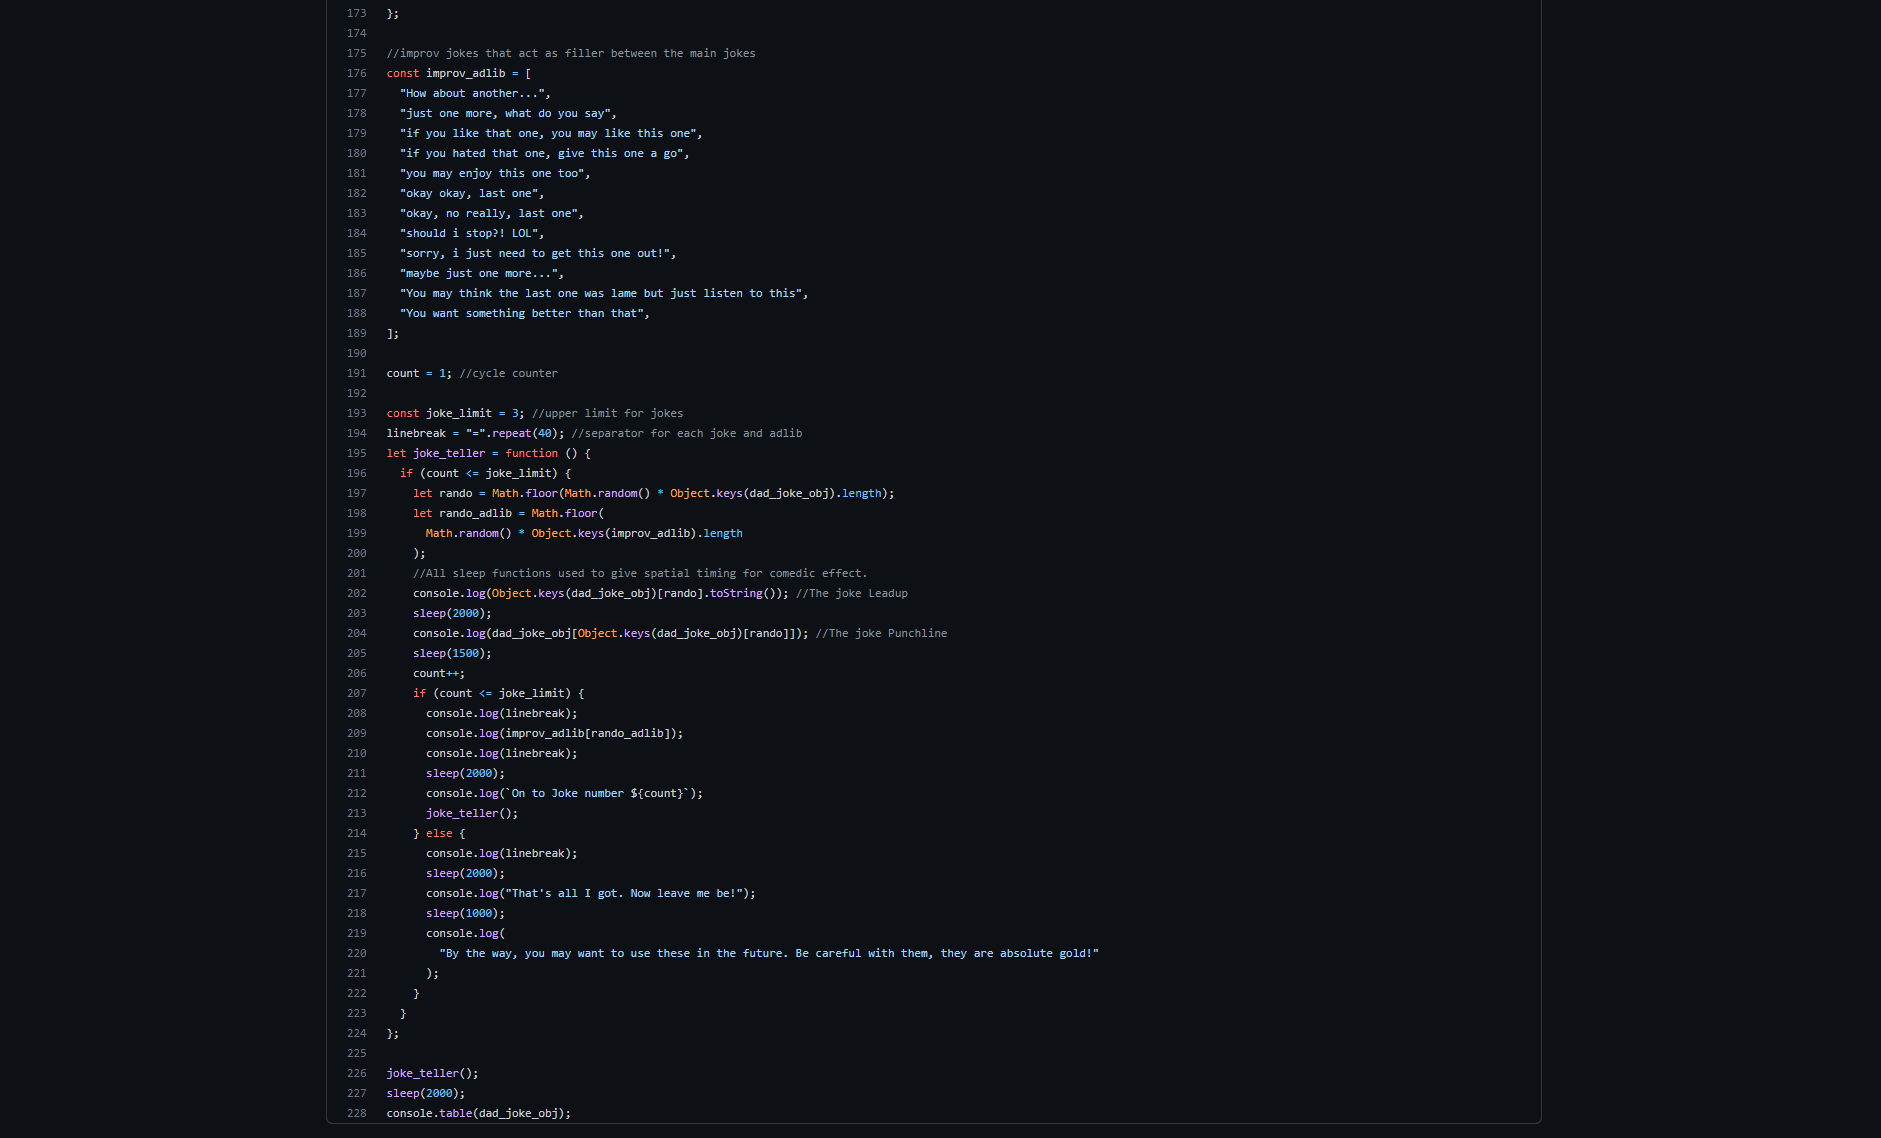 173 };
174
175 //improv jokes that act as filler between the main jokes
176 const improv_adlib = [
177 "How about another...",
178 "just one more, what do you say",
179 "if you like that one, you may like this one",
180 "if you hated that one, give this one a go",
181 "you may enjoy this one too",
182 "okay okay, last one",
183 "okay, no really, last one",
184 "should i stop?! LOL",
185 "sorry, i just need to get this one out!",
186 "maybe just one more...",
187 "You may think the last one was lame but just listen to this",
188 "You want something better than that",
189 ];
190
191 count = 1; //cycle counter
192
193 const joke_limit = 3; //upper limit for jokes
194 linebreak = "=".repeat(40); //separator for each joke and adlib
195 let joke_teller = function () {
196 if (count <= joke_limit) {
197 let rando = Math.floor(Math.random() * Object.keys(dad_joke_obj).length);
198 let rando_adlib = Math.floor(
199 Math.random() * Object.keys(improv_adlib).length
200 );
201 //All sleep functions used to give spatial timing for comedic effect.
202 console.log(Object.keys(dad_joke_obj)[rando].toString()); //The joke Leadup
203 sleep(2000);
204 console.log(dad_joke_obj[Object.keys(dad_joke_obj)[rando]]); //The joke Punchline
205 sleep(1500);
206 count++;
207 if (count <= joke_limit) {
208 console.log(linebreak);
209 console.log(improv_adlib[rando_adlib]);
210 console.log(linebreak);
211 sleep(2000);
212 console.log(`On to Joke number ${count}`);
213 joke_teller();
214 } else {
215 console.log(linebreak);
216 sleep(2000);
217 console.log("That's all I got. Now leave me be!");
218 sleep(1000);
219 console.log(
220 "By the way, you may want to use these in the future. Be careful with them, they are absolute gold!"
221 );
222 }
223 }
224 };
225
226 joke_teller();
227 sleep(2000);
228 console.table(dad_joke_obj);